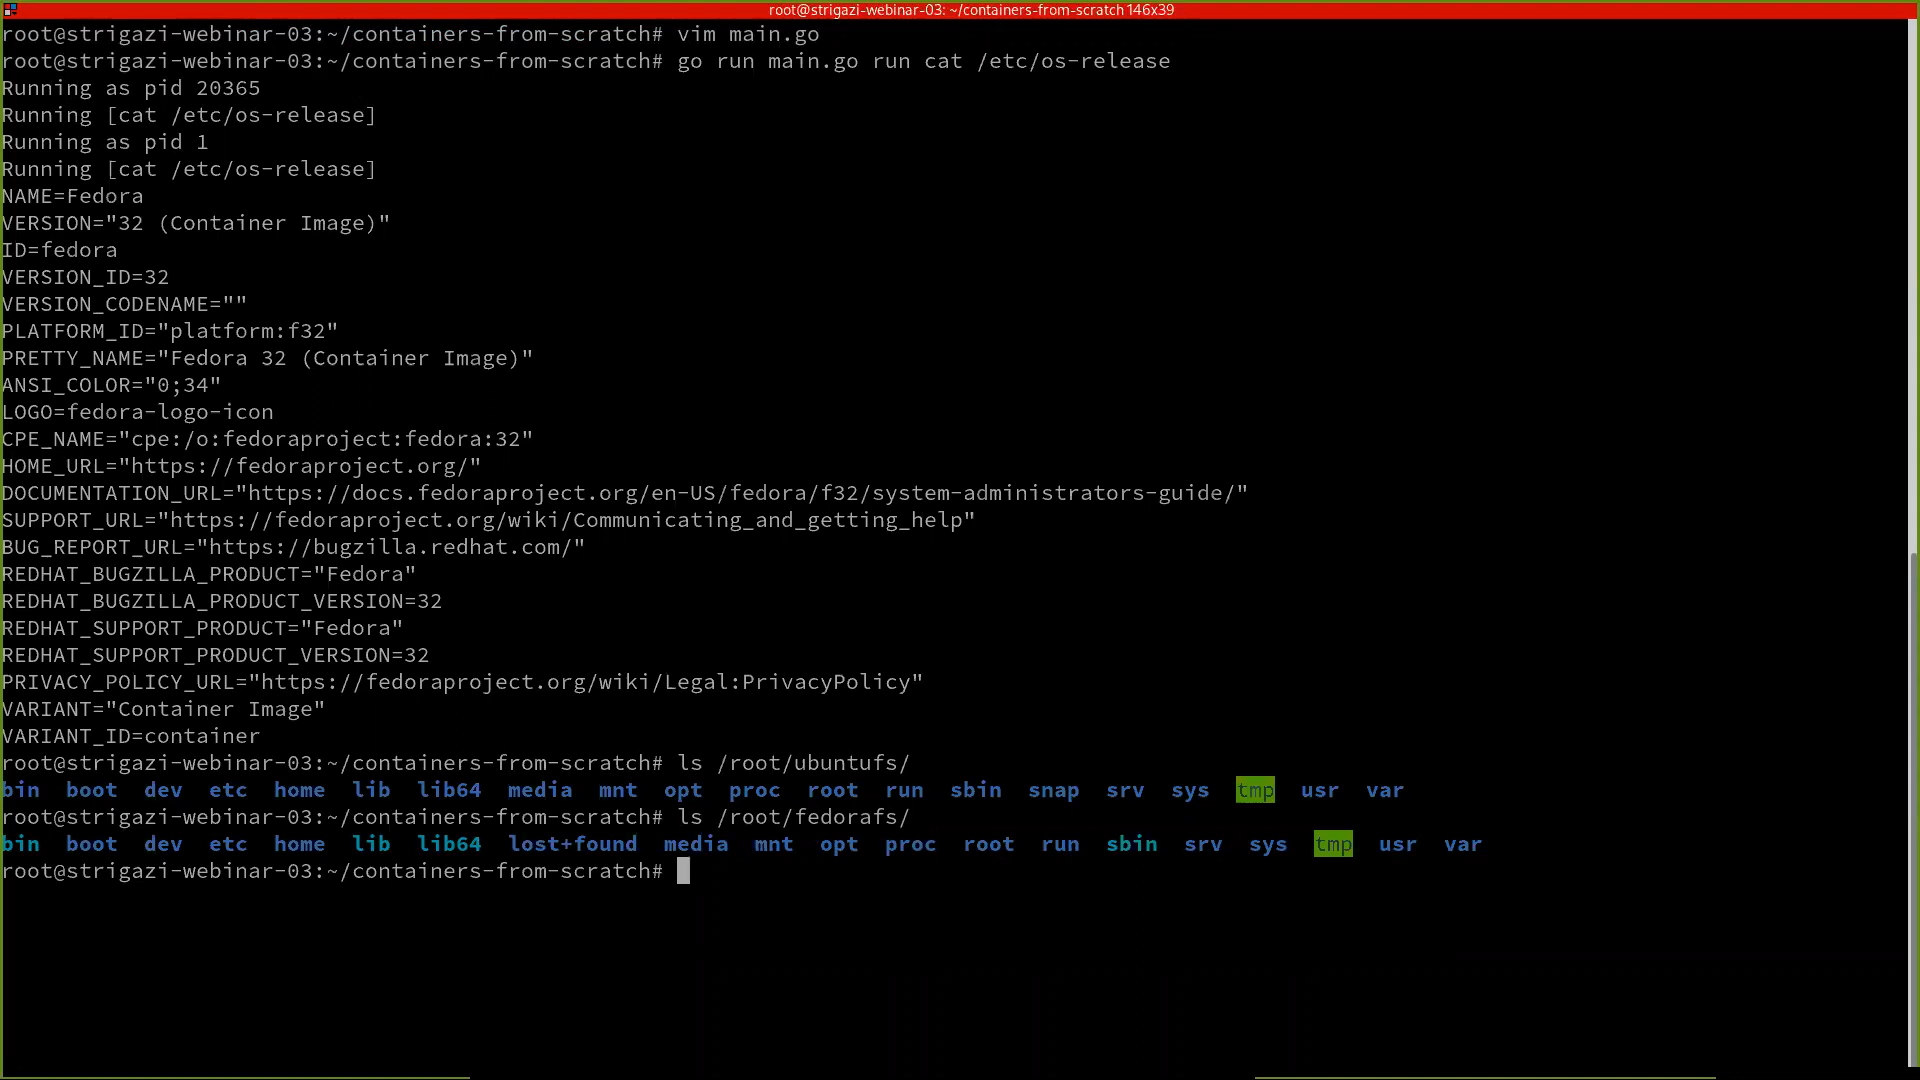 root@strigazi-webinar-03: ~/containers-from-scratch 146x39
root@strigazi-webinar-03:~/containers-from-scratch# vim main.go
root@strigazi-webinar-03:~/containers-from-scratch# go run main.go run cat /etc/os-release
Running as pid 20365
Running [cat /etc/os-release]
Running as pid 1
Running [cat /etc/os-release]
NAME=Fedora
VERSION="32 (Container Image)"
ID=fedora
VERSION_ID=32
VERSION_CODENAME=""
PLATFORM_ID="platform:f32"
PRETTY_NAME="Fedora 32 (Container Image)"
ANSI_COLOR="0;34"
LOGO=fedora-logo-icon
CPE_NAME="cpe:/o:fedoraproject:fedora:32"
HOME_URL="https://fedoraproject.org/"
DOCUMENTATION_URL="https://docs.fedoraproject.org/en-US/fedora/f32/system-administrators-guide/"
SUPPORT_URL="https://fedoraproject.org/wiki/Communicating_and_getting_help"
BUG_REPORT_URL="https://bugzilla.redhat.com/"
REDHAT_BUGZILLA_PRODUCT="Fedora"
REDHAT_BUGZILLA_PRODUCT_VERSION=32
REDHAT_SUPPORT_PRODUCT="Fedora"
REDHAT_SUPPORT_PRODUCT_VERSION=32
PRIVACY_POLICY_URL="https://fedoraproject.org/wiki/Legal:PrivacyPolicy"
VARIANT="Container Image"
VARIANT_ID=container
root@strigazi-webinar-03:~/containers-from-scratch# ls /root/ubuntufs/
bin boot dev etc home lib lib64 media mnt opt proc root run sbin snap srv sys tmp usr var
root@strigazi-webinar-03:~/containers-from-scratch# ls /root/fedorafs/
bin boot dev etc home lib lib64 lost+found media mnt opt proc root run sbin srv sys tmp usr var
root@strigazi-webinar-03:~/containers-from-scratch#